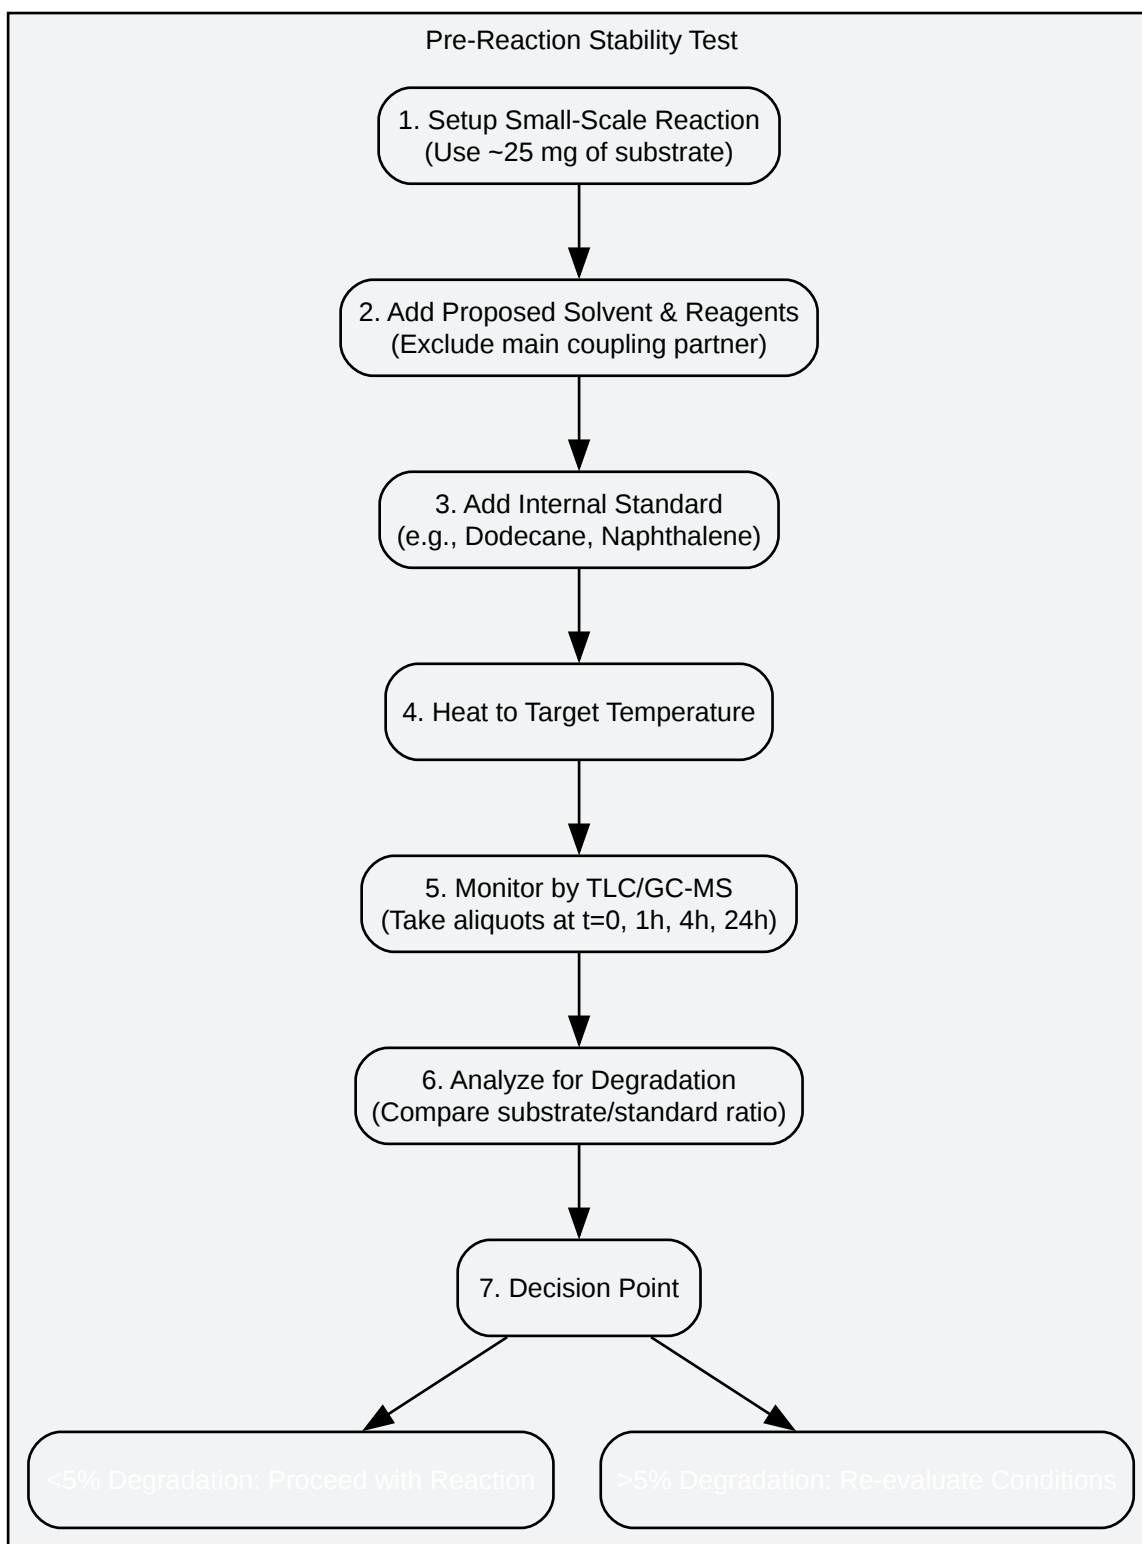 Pre-Reaction Stability Test
1. Setup Small-Scale Reaction
(Use ~25 mg of substrate)
2. Add Proposed Solvent & Reagents
(Exclude main coupling partner)
3. Add Internal Standard
(e.g., Dodecane, Naphthalene)
4. Heat to Target Temperature
5. Monitor by TLC/GC-MS
(Take aliquots at t=0, 1h, 4h, 24h)
6. Analyze for Degradation
(Compare substrate/standard ratio)
7. Decision Point
<5% Degradation: Proceed with Reaction
>5% Degradation: Re-evaluate Conditions